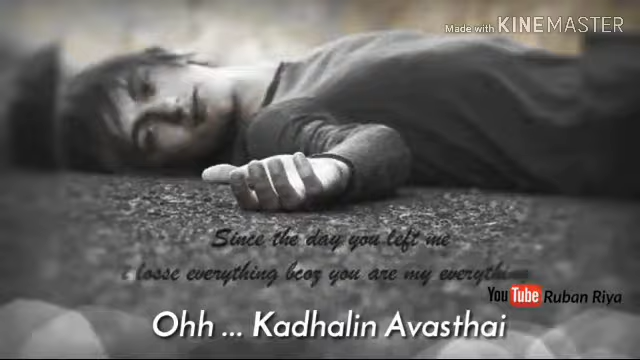 Made with KINEMASTER
Since the day you left me
i losse everything bcoz you are my everything
YouTube Ruban Riya
Ohh ... Kadhalin Avasthai